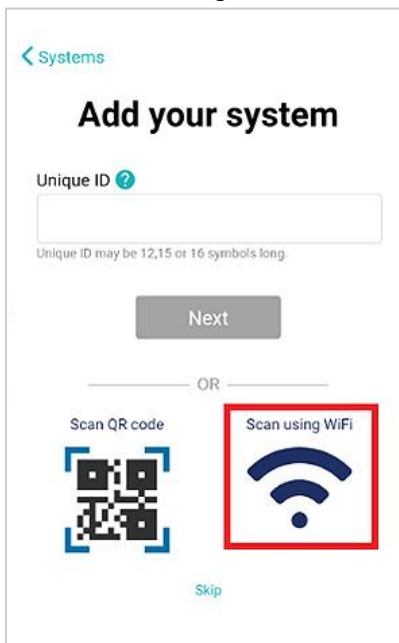 Systems
Add your system
Unique ID ?
Unique ID may be 12,15 or 16 symbols long.
Next
OR
Scan QR code
Scan using WiFi
Skip